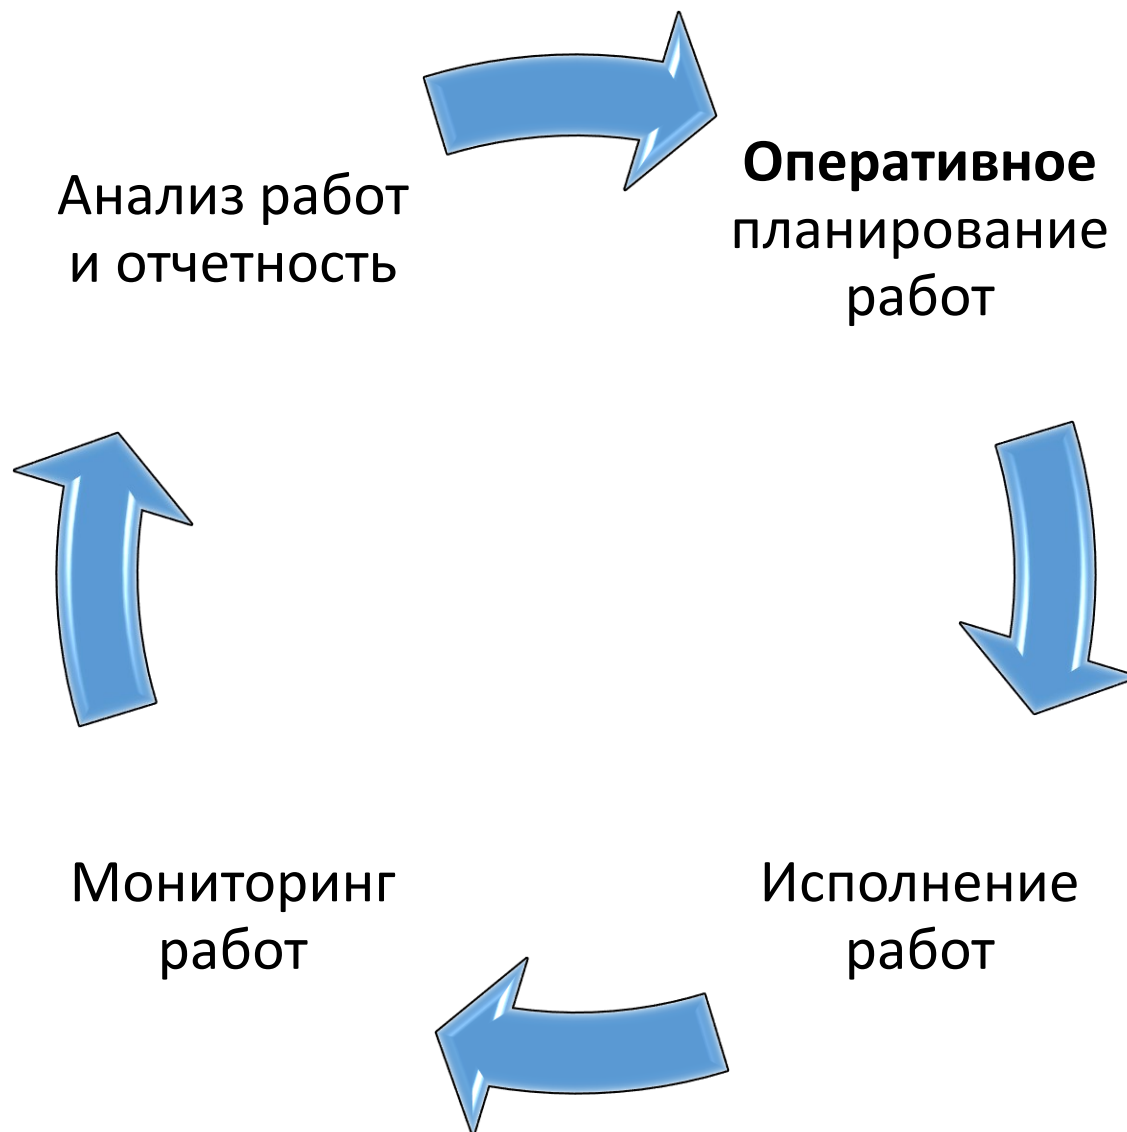 Анализ работ
и отчетность
Оперативное
планирование
работ
Мониторинг
работ
Исполнение
работ